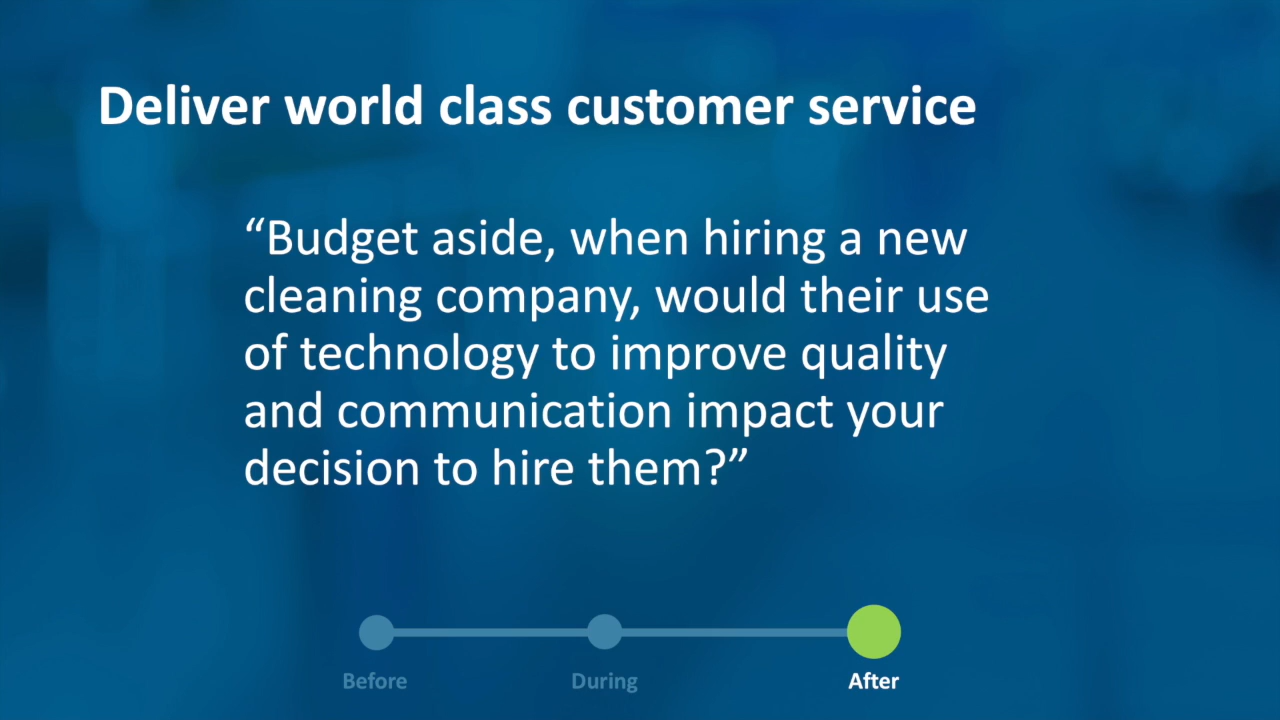 Deliver world class customer service
“Budget aside, when hiring a new
cleaning company, would their use
of technology to improve quality
and communication impact your
decision to hire them?”
Before During After